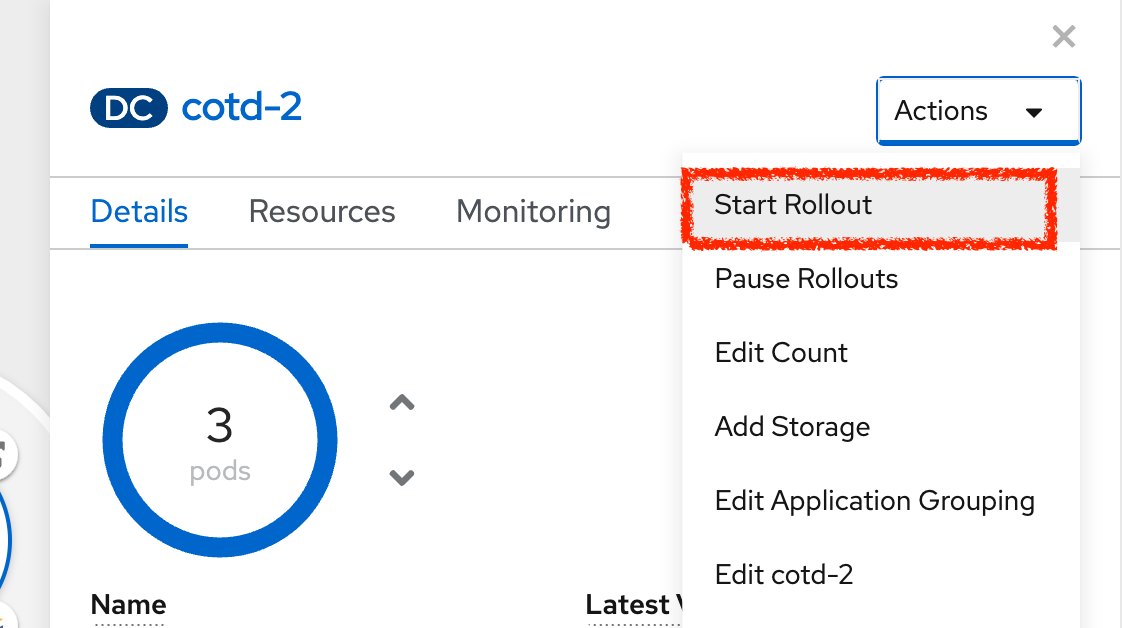 DC cotd-2
Actions
Details Resources Monitoring
Start Rollout
Pause Rollouts
Edit Count
Add Storage
Edit Application Grouping
Edit cotd-2
3
pods
Name
Latest